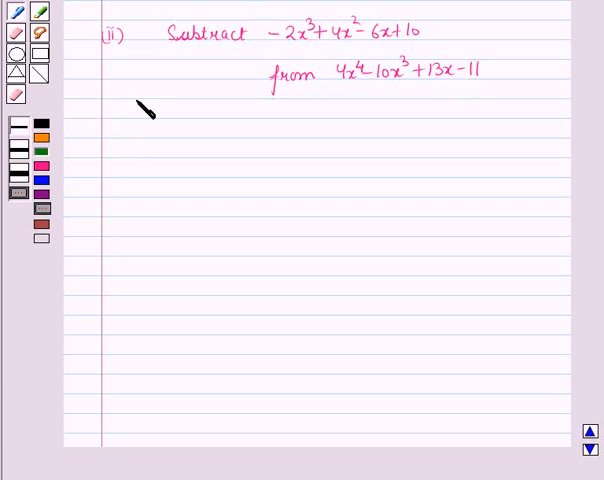 (ii) Subtract -2x³+4x²-6x+10
from 4x⁴-10x³+13x-11